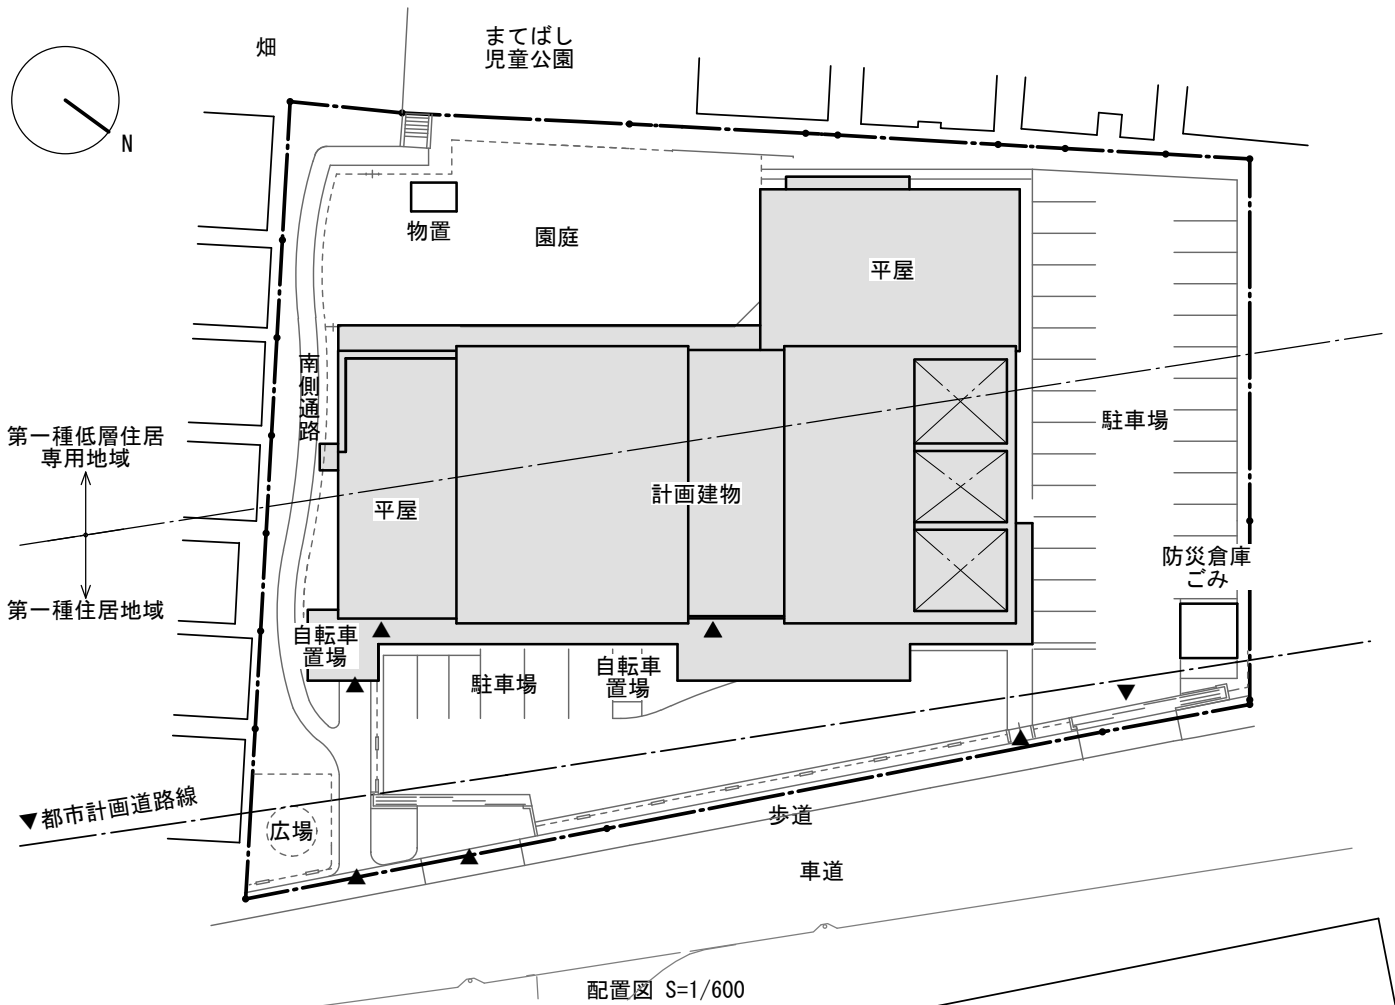 畑
まてばし
児童公園
N
物置
園庭
平屋
南側通路
第一種低層住居
専用地域
駐車場
計画建物
平屋
防災倉庫
ごみ
第一種住居地域
自転車
置場
自転車
置場
駐車場
▼都市計画道路線
広場
歩道
車道
配置図 S=1/600